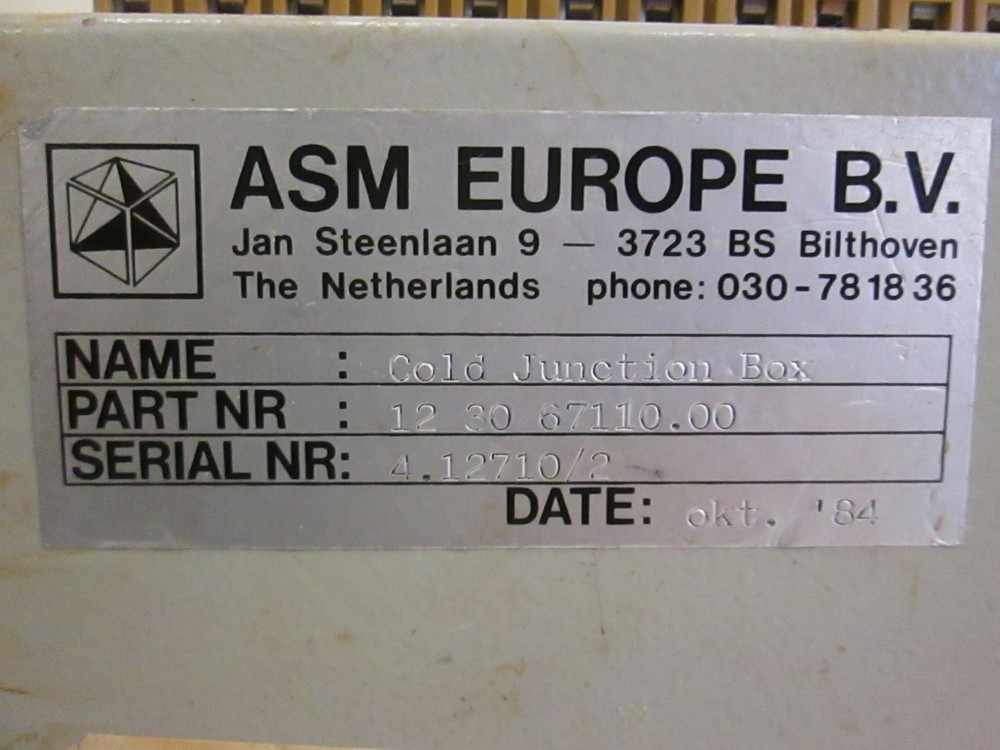 ASM EUROPE B.V.
Jan Steenlaan 9 — 3723 BS Bilthoven
The Netherlands phone: 030-781836
NAME : Cold Junction Box
PART NR : 12 30 67110.00
SERIAL NR: 4.12710/2
DATE: okt. '84